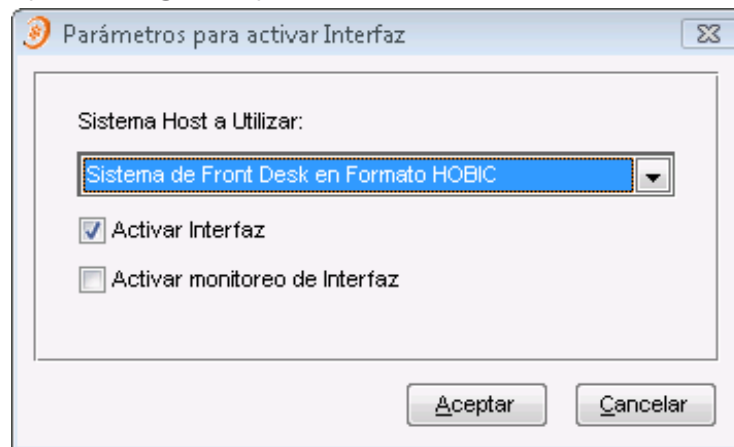 Parámetros para activar Interfaz
Sistema Host a Utilizar:
Sistema de Front Desk en Formato HOBIC
Activar Interfaz
Activar monitoreo de Interfaz
Aceptar Cancelar